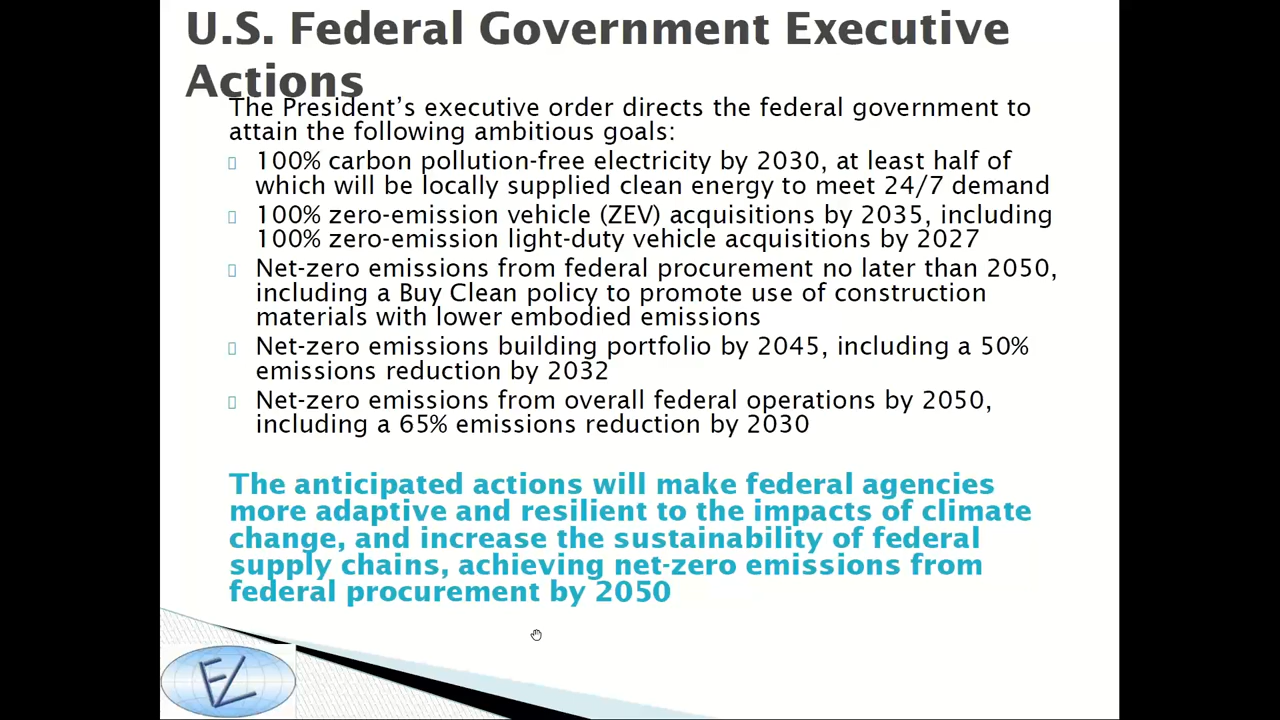 U.S. Federal Government Executive
Actions
The President’s executive order directs the federal government to
attain the following ambitious goals:
100% carbon pollution-free electricity by 2030, at least half of
which will be locally supplied clean energy to meet 24/7 demand
100% zero-emission vehicle (ZEV) acquisitions by 2035, including
100% zero-emission light-duty vehicle acquisitions by 2027
Net-zero emissions from federal procurement no later than 2050,
including a Buy Clean policy to promote use of construction
materials with lower embodied emissions
Net-zero emissions building portfolio by 2045, including a 50%
emissions reduction by 2032
Net-zero emissions from overall federal operations by 2050,
including a 65% emissions reduction by 2030
The anticipated actions will make federal agencies
more adaptive and resilient to the impacts of climate
change, and increase the sustainability of federal
supply chains, achieving net-zero emissions from
federal procurement by 2050
EL